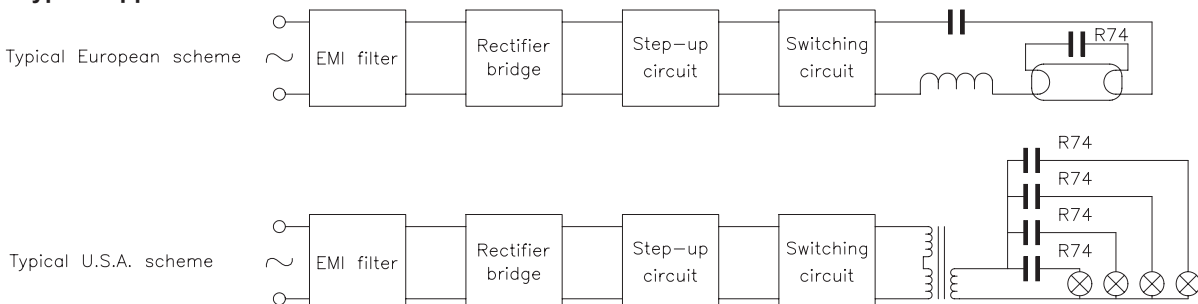 R74
Typical European scheme
EMI filter
Rectifier
bridge
Step-up
circuit
Switching
circuit
R74
R74
R74
R74
Typical U.S.A. scheme
EMI filter
Rectifier
bridge
Step-up
circuit
Switching
circuit